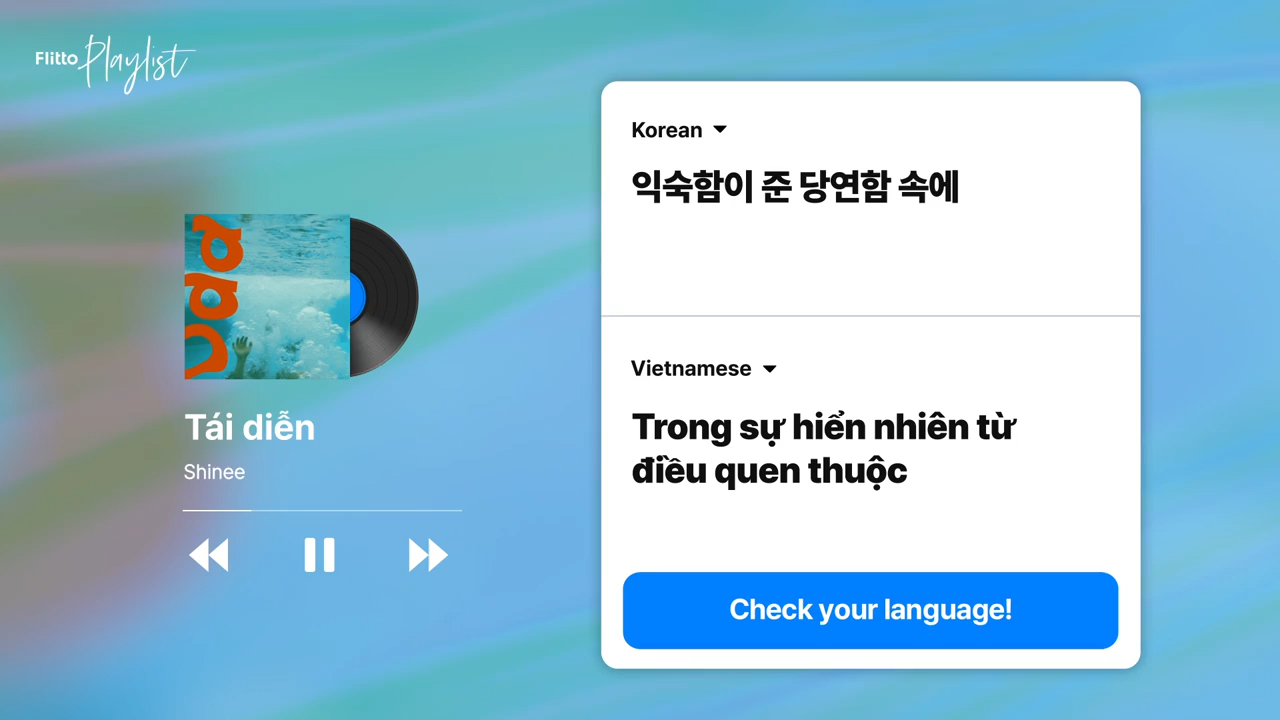 Flitto Playlist
Odd
Tái diễn
Shinee
Korean
익숙함이 준 당연함 속에
Vietnamese
Trong sự hiển nhiên từ
điều quen thuộc
Check your language!